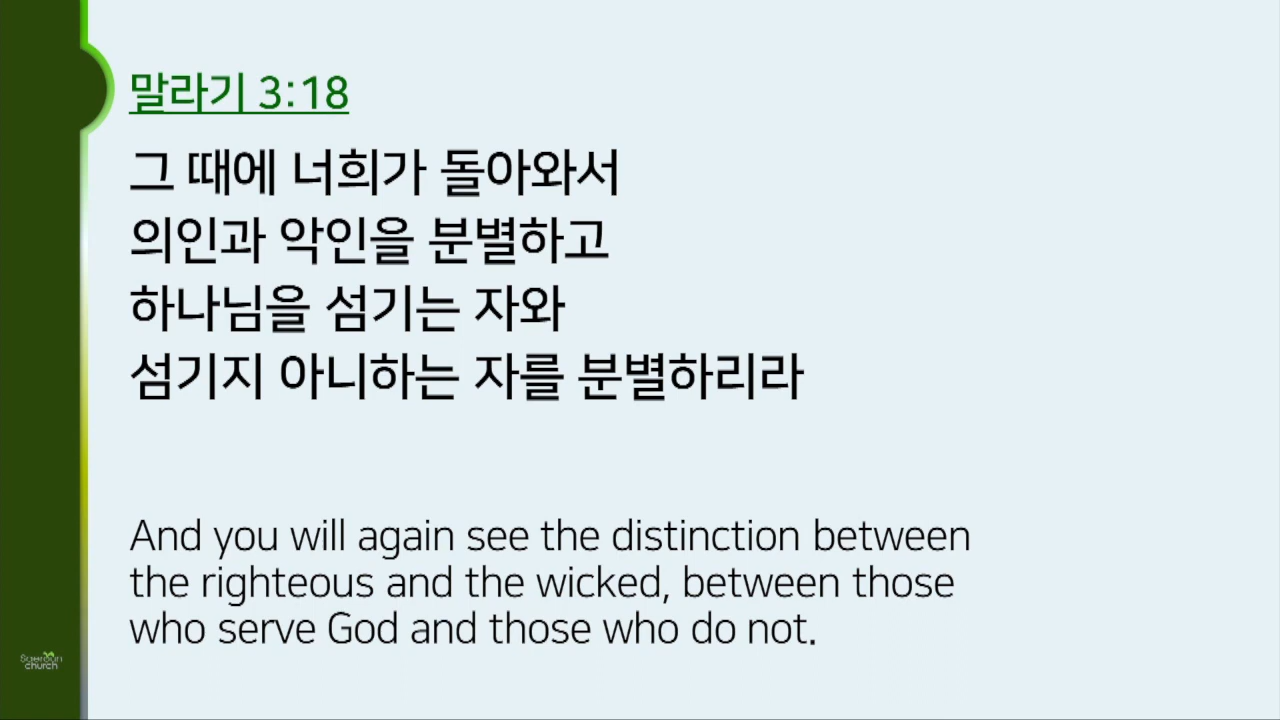 말라기 3:18
그 때에 너희가 돌아와서
의인과 악인을 분별하고
하나님을 섬기는 자와
섬기지 아니하는 자를 분별하리라
And you will again see the distinction between
the righteous and the wicked, between those
who serve God and those who do not.
church